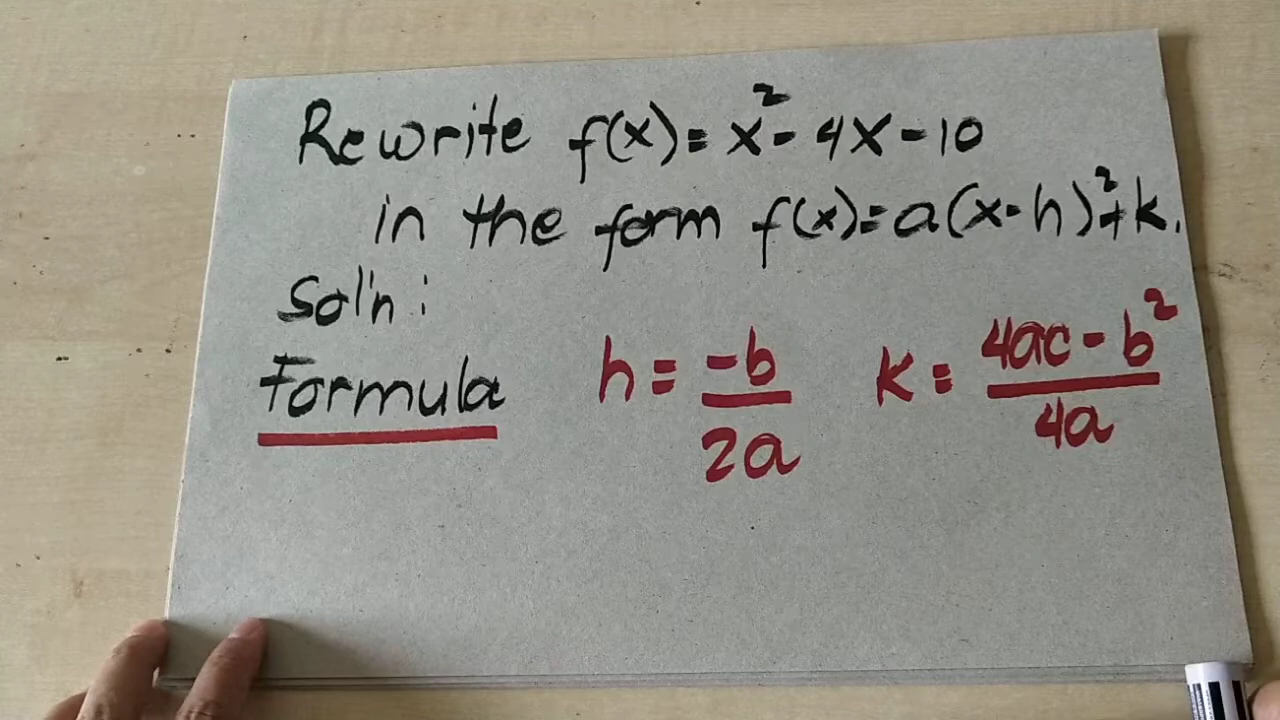 Rewrite f(x) = x² - 4x - 10
in the form f(x) = a(x-h)² + k.
Sol'n :
Formula h = -b/2a k = 4ac - b²/4a